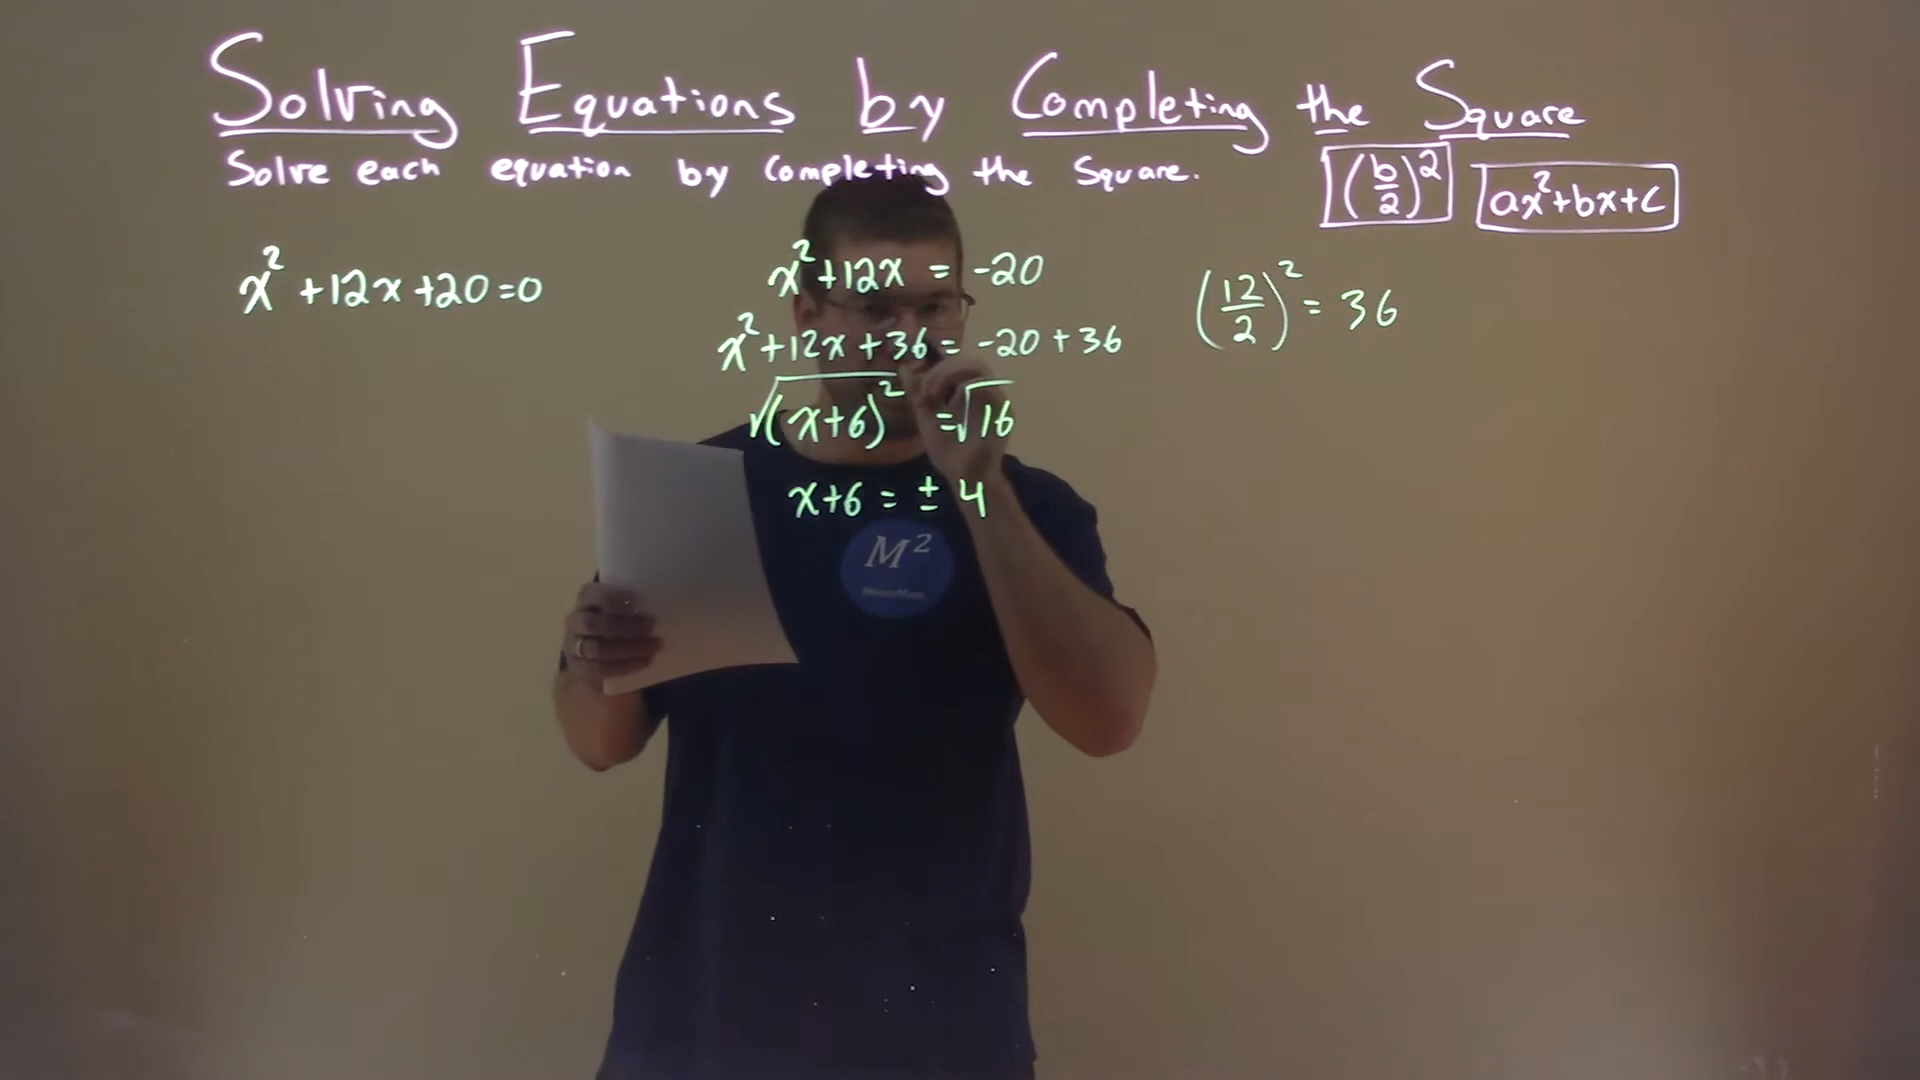 Solving Equations by Completing the Square
Solve each equation by Completing the Square.
(b/2)²
ax²+bx+c
x²+12x+20=0
x²+12x = -20
(12/2)² = 36
x²+12x+36 = -20+36
√(x+6)² = √16
x+6 = ± 4
M²